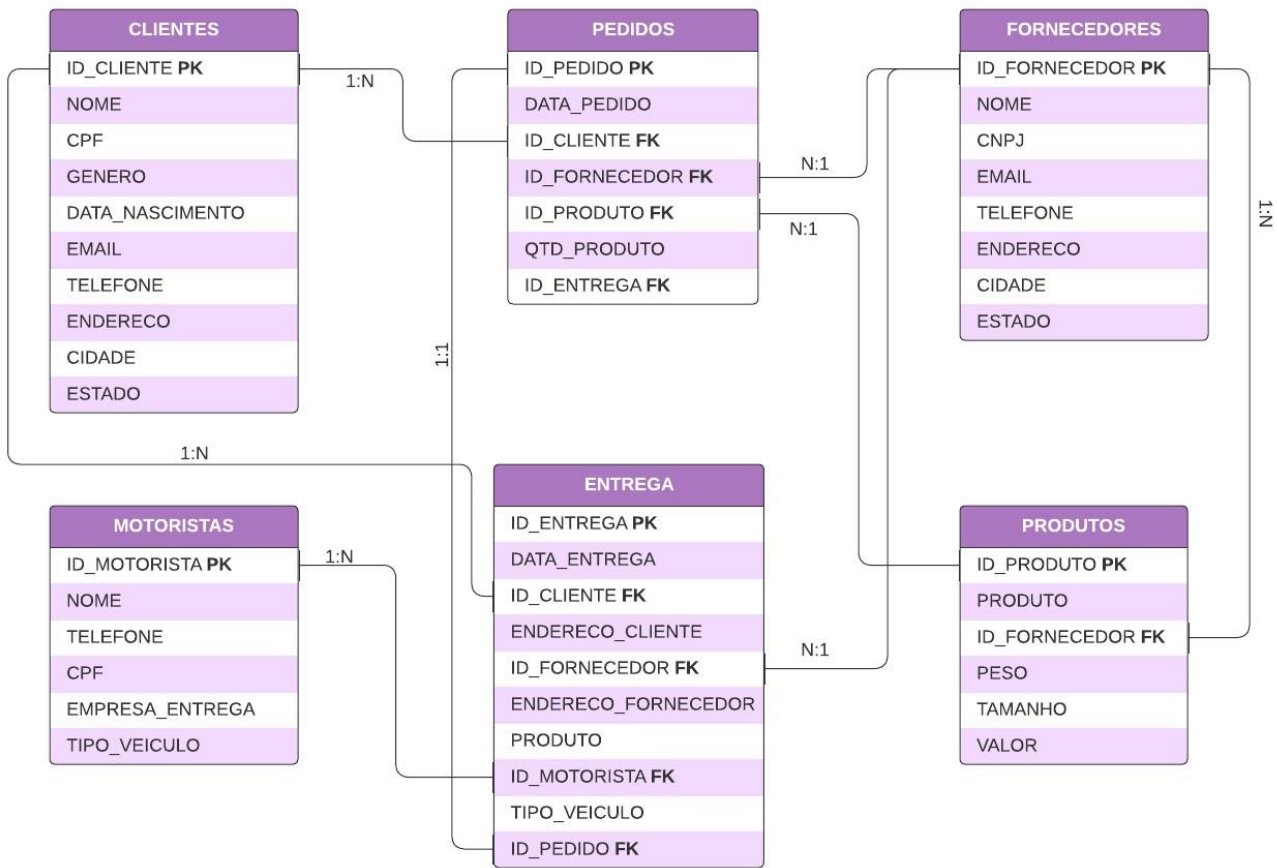 CLIENTES
ID_CLIENTE PK
NOME
CPF
GENERO
DATA_NASCIMENTO
EMAIL
TELEFONE
ENDERECO
CIDADE
ESTADO
1:N
PEDIDOS
ID_PEDIDO PK
DATA_PEDIDO
ID_CLIENTE FK
ID_FORNECEDOR FK
ID_PRODUTO FK
QTD_PRODUTO
ID_ENTREGA FK
N:1
N:1
FORNECEDORES
ID_FORNECEDOR PK
NOME
CNPJ
EMAIL
TELEFONE
ENDERECO
CIDADE
ESTADO
1:N
1:1
1:N
MOTORISTAS
ID_MOTORISTA PK
NOME
TELEFONE
CPF
EMPRESA_ENTREGA
TIPO_VEICULO
1:N
ENTREGA
ID_ENTREGA PK
DATA_ENTREGA
ID_CLIENTE FK
ENDERECO_CLIENTE
ID_FORNECEDOR FK
ENDERECO_FORNECEDOR
PRODUTO
ID_MOTORISTA FK
TIPO_VEICULO
ID_PEDIDO FK
N:1
PRODUTOS
ID_PRODUTO PK
PRODUTO
ID_FORNECEDOR FK
PESO
TAMANHO
VALOR